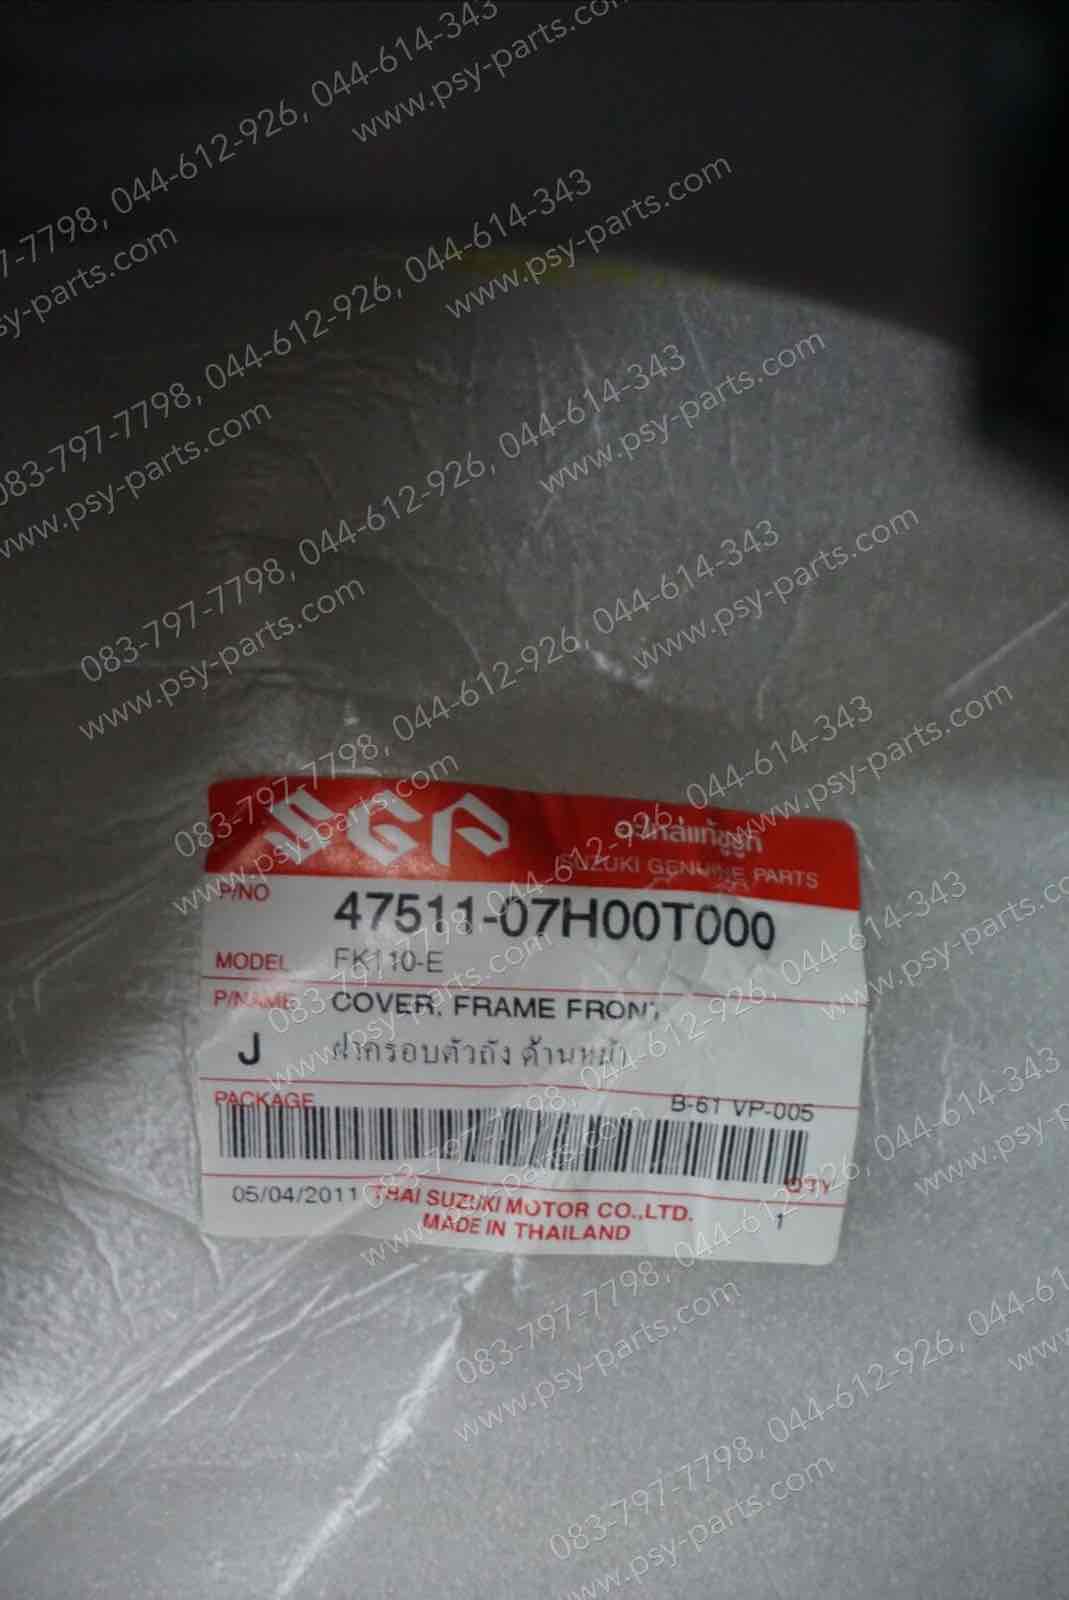 083-797-7798, 044-612-926, 044-614-343
www.psy-parts.com
SGP
อะไหล่แท้ซูซูกิ
SUZUKI GENUINE PARTS
P/NO 47511-07H00T000
MODEL FK110-E
P/NAME COVER. FRAME FRONT,
J ฝาครอบตัวถัง ด้านหน้า
PACKAGE B-61 VP-005
QTY
05/04/2011 THAI SUZUKI MOTOR CO.,LTD. 1
MADE IN THAILAND